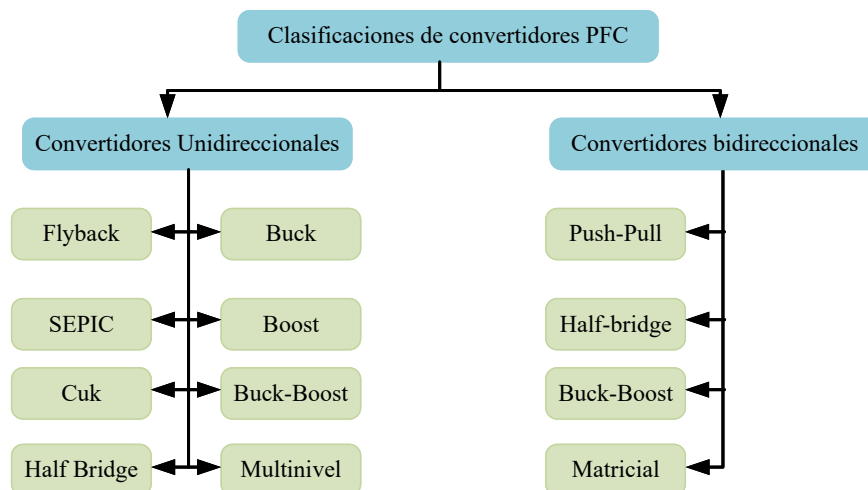 Clasificaciones de convertidores PFC
Convertidores Unidireccionales
Convertidores bidireccionales
Flyback
Buck
Push-Pull
SEPIC
Boost
Half-bridge
Cuk
Buck-Boost
Buck-Boost
Half Bridge
Multinivel
Matricial